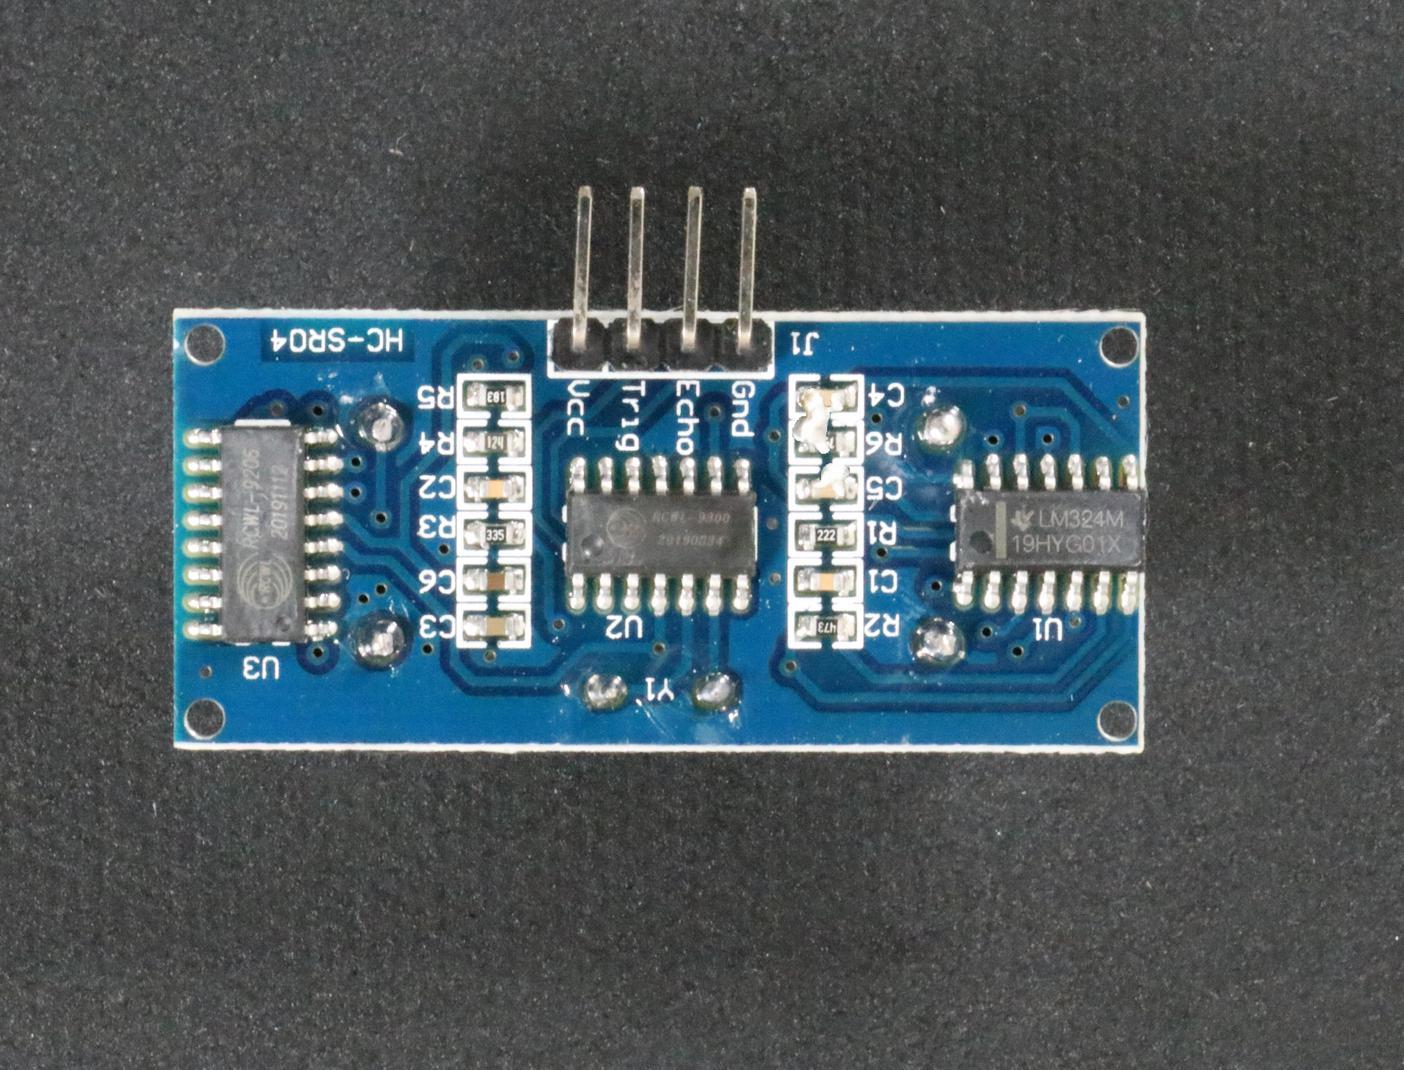 HC-SR04
J1
Vcc
Trig
Echo
Gnd
R5
103
R4
124
C2
R3
335
C6
C3
C4
R6
C5
R1
222
C1
R2
473
RCWL-9206
20191112
U3
RCWL-9300
U2
Y1
LM324M
19HYG01X
U1